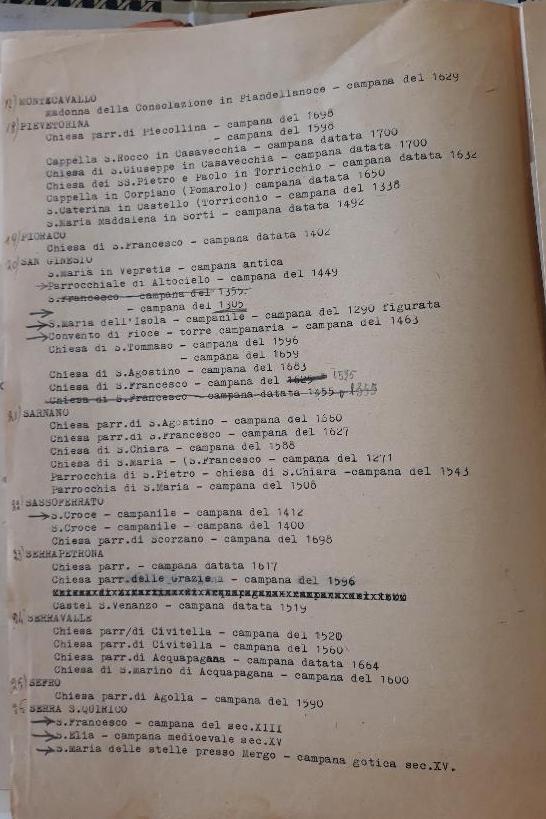 17) MONTECAVALLO
Madonna della Consolazione in Piandellanoce - campana del 1629
18) PIEVETORINA
Chiesa parr.di Piecollina - campana del 1698
- campana del 1598
Cappella S.Rocco in Casavecchia - campana datata 1700
Chiesa di S.Giuseppe in Casavecchia - campana datata 1700
Chiesa dei SS.Pietro e Paolo in Torricchio - campana datata 1632
Cappella in Corpiano (Pomarolo) campana datata 1650
S.Caterina in Castello (Torricchio - campana del 1338
S.Maria Maddalena in Sorti - campana datata 1492
19) PIORACO
Chiesa di S.Francesco - campana datata 1402
20) SAN GINESIO
S.Maria in Vepretis - campana antica
→Parrocchiale di Altocielo - campana del 1449
S.Francesco - campana del 1355.
→ - campana del 1305
→S.Maria dell'Isola - campanile - campana del 1290 figurata
→Convento di Pioce - torre campanaria - campana del 1463
Chiesa di S.Tommaso - campana del 1596
- campana del 1659
Chiesa di S.Agostino - campana del 1683
Chiesa di S.Francesco - campana del 1625 1595
Chiesa di S.Francesco - campana datata 1455 1355
21) SARNANO
Chiesa parr.di S.Agostino - campana del
Chiesa parr.di S.Francesco - campana del 1627
Chiesa di S.Chiara - campana del 1588
Chiesa di S.Maria - (S.Francesco - campana del 1271
Parrocchia di S.Pietro - chiesa di S.Chiara -campana del 1543
Parrocchia di S.Maria - campana del 1508
22) SASSOFERRATO
→S.Croce - campanile - campana del 1412
S.Croce - campanile - campana del 1400
Chiesa parr.di Scorzano - campana del 1698
23) SERRAPETRONA
Chiesa parr. - campana datata 1617
Chiesa parr.delle Grazie - campana del 1596
Castel S.Venanzo - campana datata 1519
24) SERRAVALLE
Chiesa parr/di Civitella - campana del 1520
Chiesa parr.di Civitella - campana del 1560
Chiesa parr.di Acquapagana - campana datata 1664
Chiesa di S.marino di Acquapagana - campana del 1600
25) SEFRO
Chiesa parr.di Agolla - campana del 1590
26 SERRA S.QUIRICO
→S.Francesco - campana del sec.XIII
→S.Elia - campana medioevale sec.XV
→S.Maria delle stelle presso Mergo - campana gotica sec.XV.